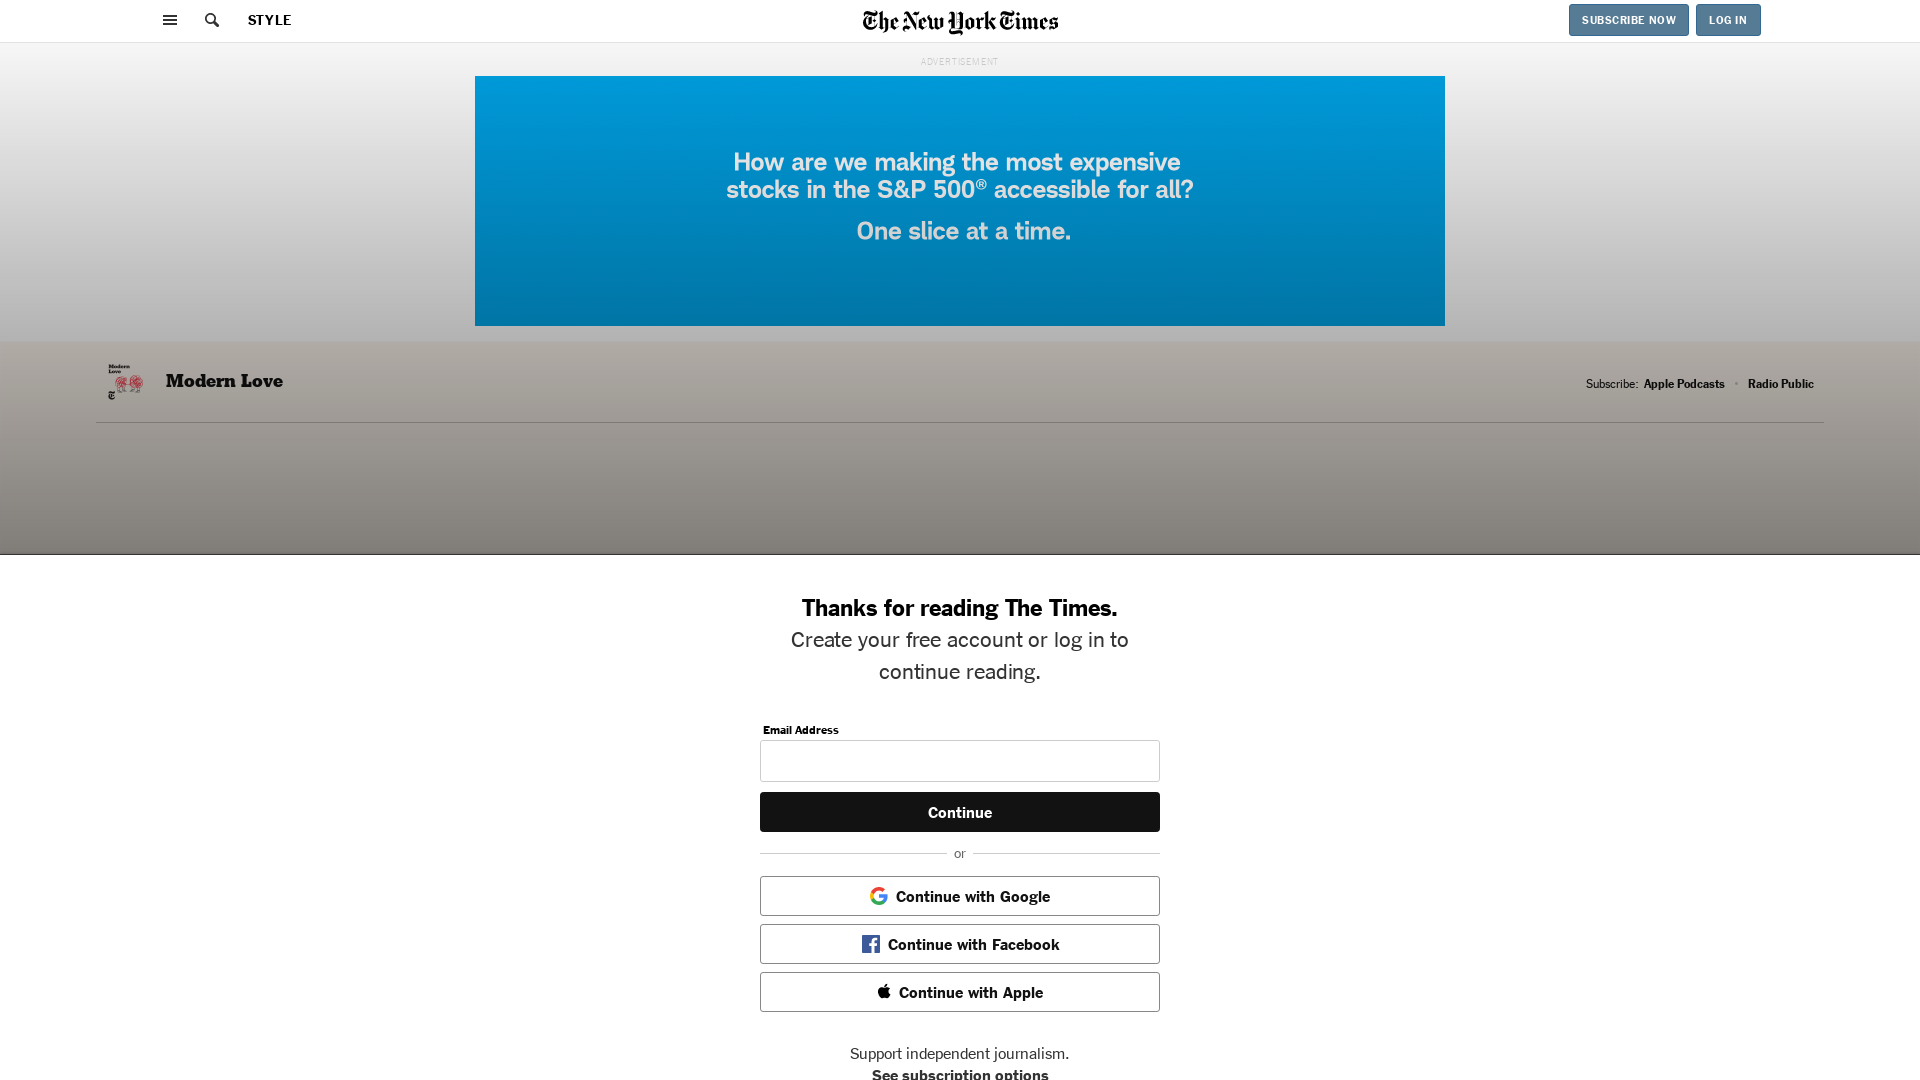 STYLE
The New York Times
SUBSCRIBE NOW
LOG IN
ADVERTISEMENT
How are we making the most expensive
stocks in the S&P 500® accessible for all?
One slice at a time.
Modern
Love
Modern Love
Subscribe: Apple Podcasts • Radio Public
Thanks for reading The Times.
Create your free account or log in to
continue reading.
Email Address
Continue
or
Continue with Google
Continue with Facebook
Continue with Apple
Support independent journalism.
See subscription options